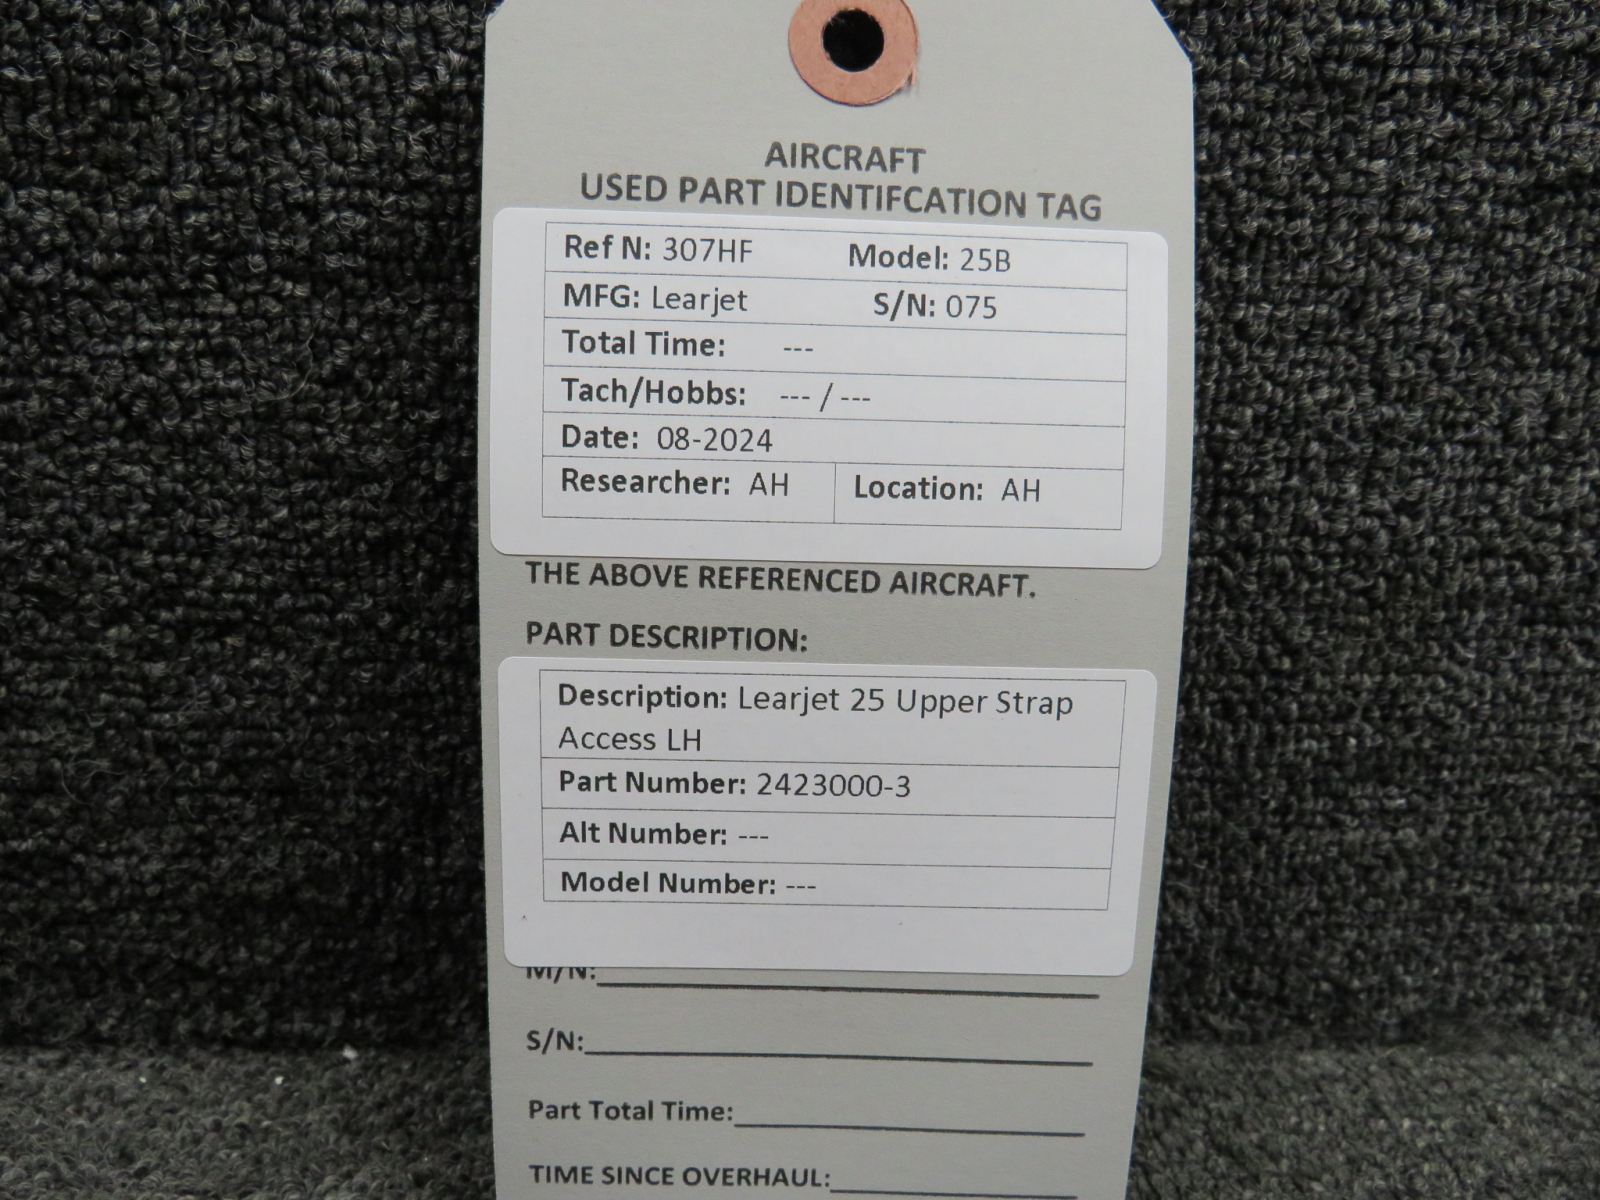 AIRCRAFT
USED PART IDENTIFCATION TAG
Ref N: 307HF Model: 25B
MFG: Learjet S/N: 075
Total Time: ---
Tach/Hobbs: --- / ---
Date: 08-2024
Researcher: AH Location: AH
THE ABOVE REFERENCED AIRCRAFT.
PART DESCRIPTION:
Description: Learjet 25 Upper Strap
Access LH
Part Number: 2423000-3
Alt Number: ---
Model Number: ---
M/N:
S/N:
Part Total Time:
TIME SINCE OVERHAUL: